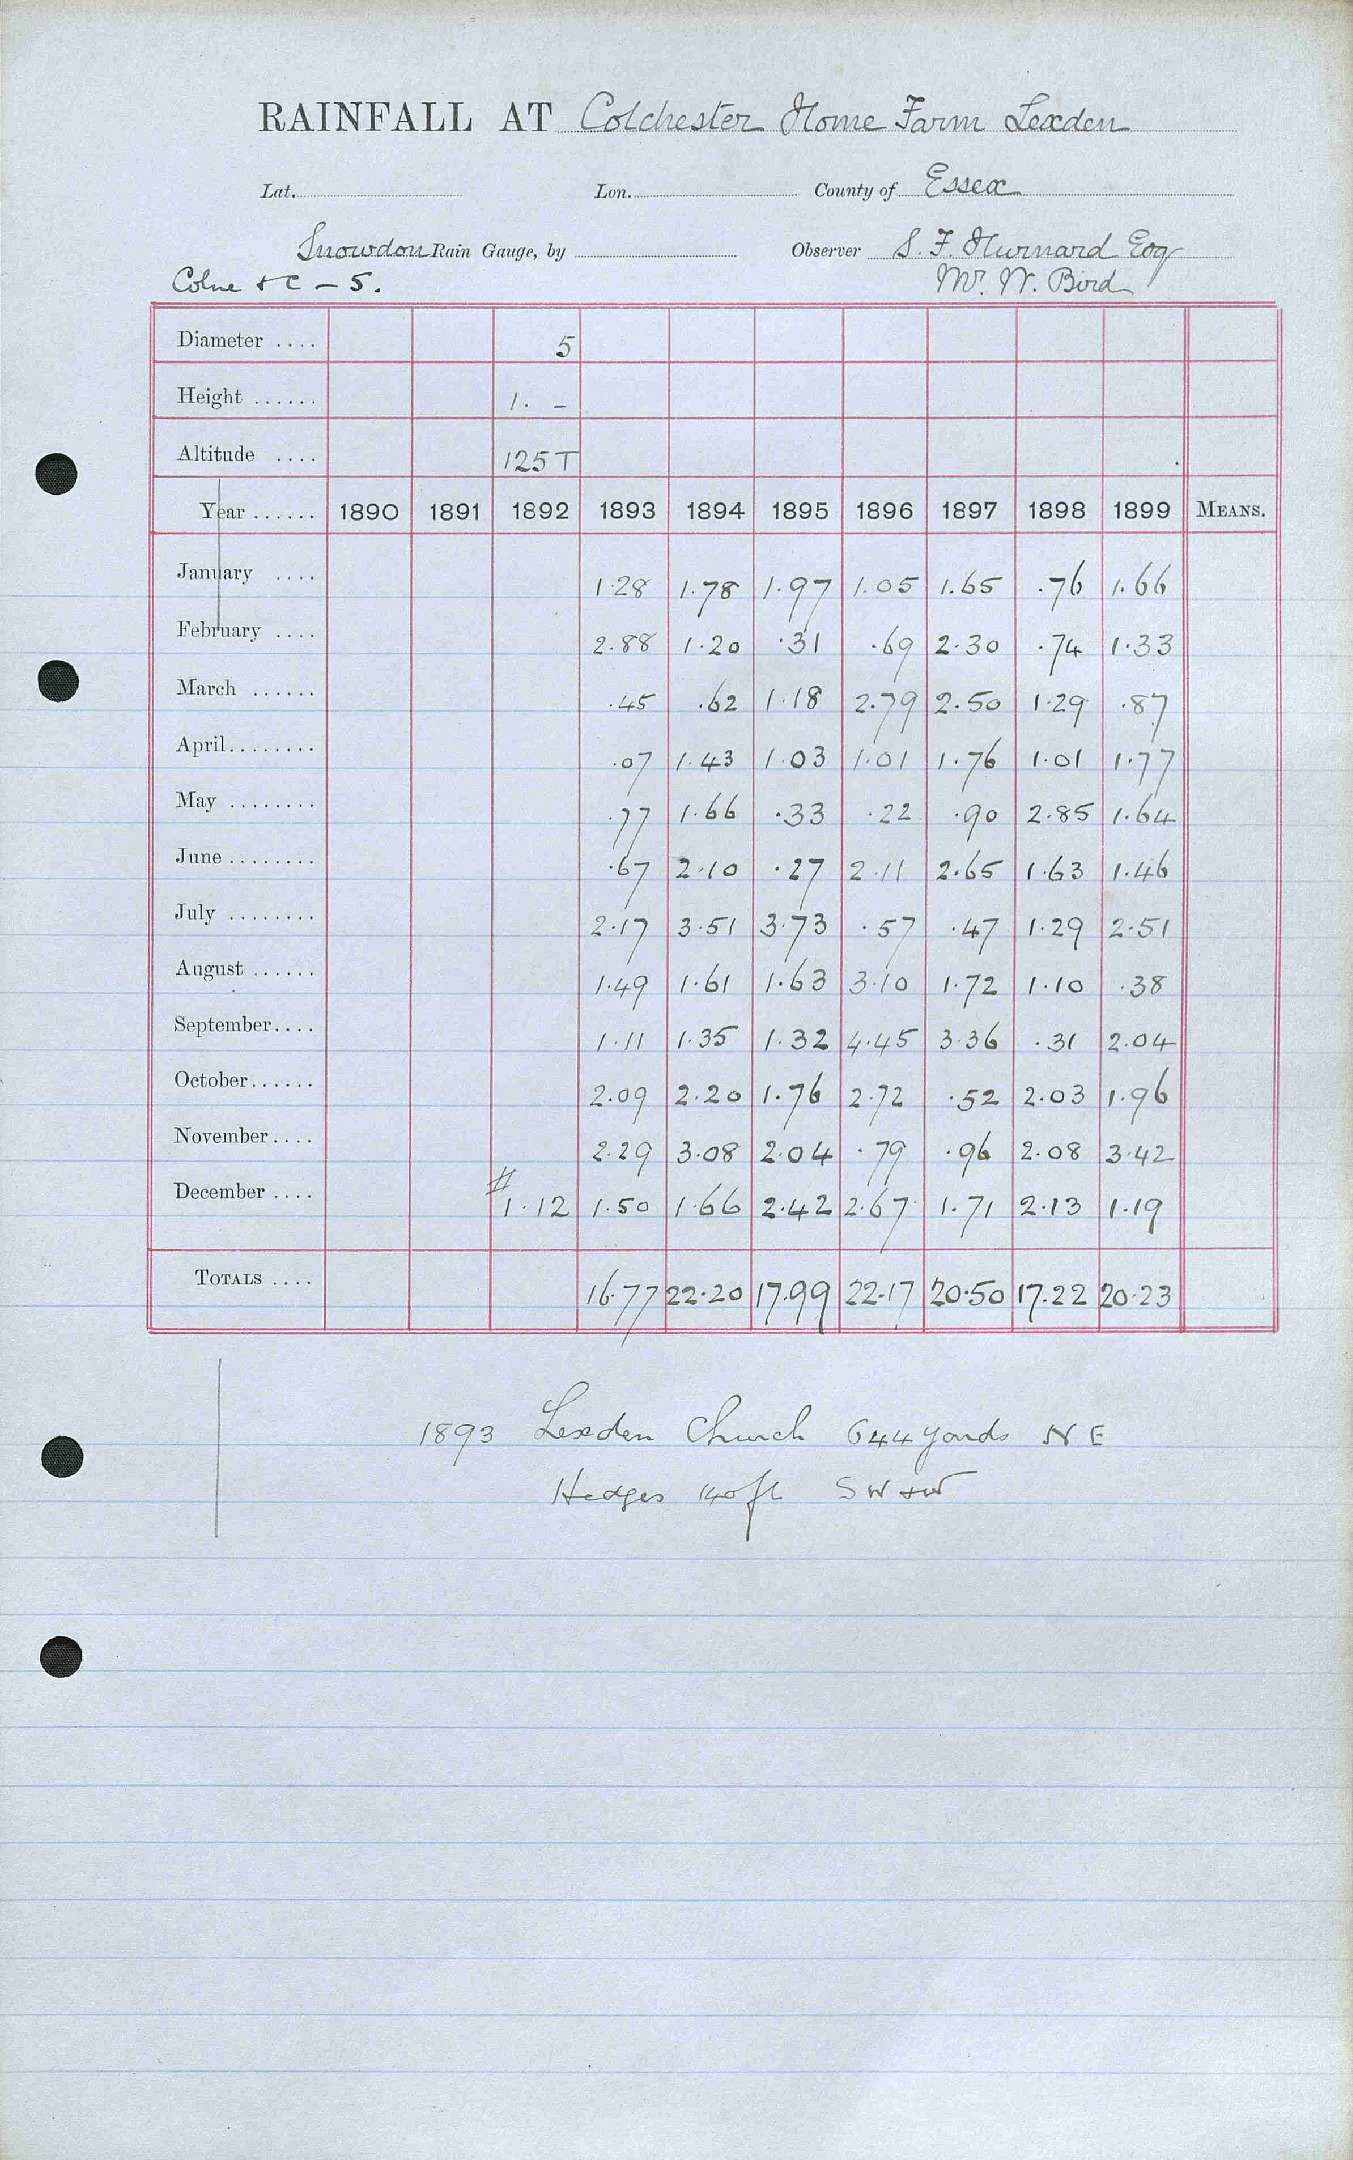 RAINFALL AT Colchester Home Farm Lexden
Lat. Lon. County of Essex
Snowdon Rain Gauge, by Observer S. F. Hurnard Esq
Colne & C – 5. Mr. W. Bird
Diameter .... 5
Height ...... 1. –
Altitude .... 125 T
Year ...... 1890 1891 1892 1893 1894 1895 1896 1897 1898 1899 MEANS.
January .... 1.28 1.78 1.97 1.05 1.65 .76 1.66
February .... 2.88 1.20 .31 .69 2.30 .74 1.33
March ...... .45 .62 1.18 2.79 2.50 1.29 .87
April........ .07 1.43 1.03 1.01 1.76 1.01 1.77
May ........ .77 1.66 .33 .22 .90 2.85 1.64
June ........ .67 2.10 .27 2.11 2.65 1.63 1.46
July ........ 2.17 3.51 3.73 .57 .47 1.29 2.51
August ...... 1.49 1.61 1.63 3.10 1.72 1.10 .38
September.... 1.11 1.35 1.32 4.45 3.36 .31 2.04
October...... 2.09 2.20 1.76 2.72 .52 2.03 1.96
November.... 2.29 3.08 2.04 .79 .96 2.08 3.42
December .... # 1.12 1.50 1.66 2.42 2.67 1.71 2.13 1.19
TOTALS .... 16.77 22.20 17.99 22.17 20.50 17.22 20.23
1893 Lexden Church 644 yards NE
Hedges 140 ft SW & W